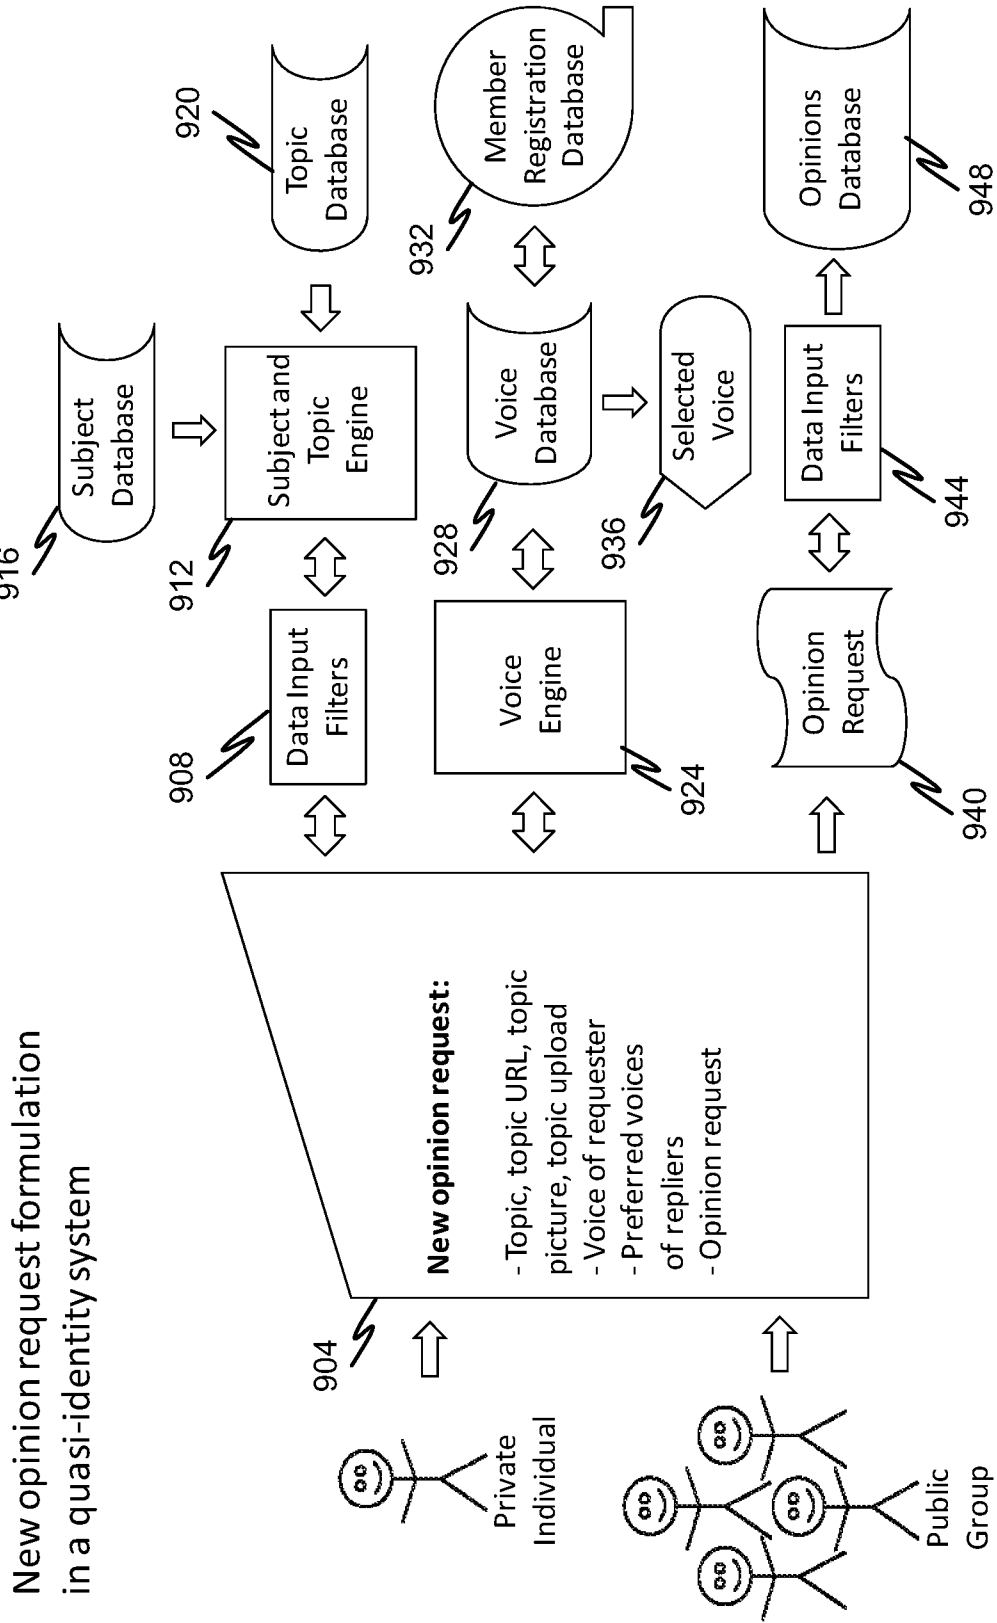 New opinion request formulation
in a quasi-identity system
916
Subject
Database
920
Topic
Database
912
Subject and
Topic
Engine
908
Data Input
Filters
932
Member
Registration
Database
928
Voice
Database
924
Voice
Engine
936
Selected
Voice
904
New opinion request:
- Topic, topic URL, topic
picture, topic upload
- Voice of requester
- Preferred voices
of repliers
- Opinion request
Private
Individual
Public
Group
940
Opinion
Request
944
Data Input
Filters
948
Opinions
Database